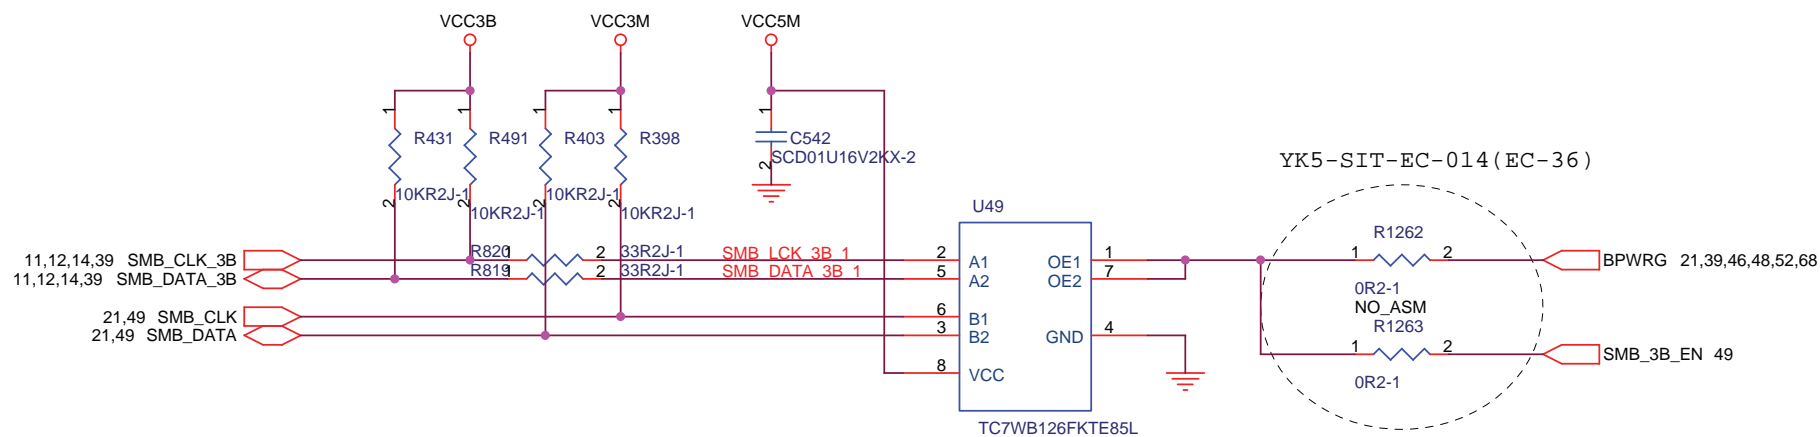 VCC3B
VCC3M
VCC5M
1
1
1
1
1
R431
R491
R403
R398
C542
SCD01U16V2KX-2
2
YK5-SIT-EC-014(EC-36)
10KR2J-1
10KR2J-1
2
2
2
2
10KR2J-1
10KR2J-1
U49
11,12,14,39 SMB_CLK_3B
R820
1
2
33R2J-1
SMB_LCK_3B_1
2
A1
OE1
1
1
R1262
2
BPWRG 21,39,46,48,52,68
11,12,14,39 SMB_DATA_3B
R819
1
2
33R2J-1
SMB_DATA_3B_1
5
A2
OE2
7
0R2-1
NO_ASM
21,49 SMB_CLK
6
B1
21,49 SMB_DATA
3
B2
GND
4
R1263
1
2
SMB_3B_EN 49
8
VCC
0R2-1
TC7WB126FKTE85L